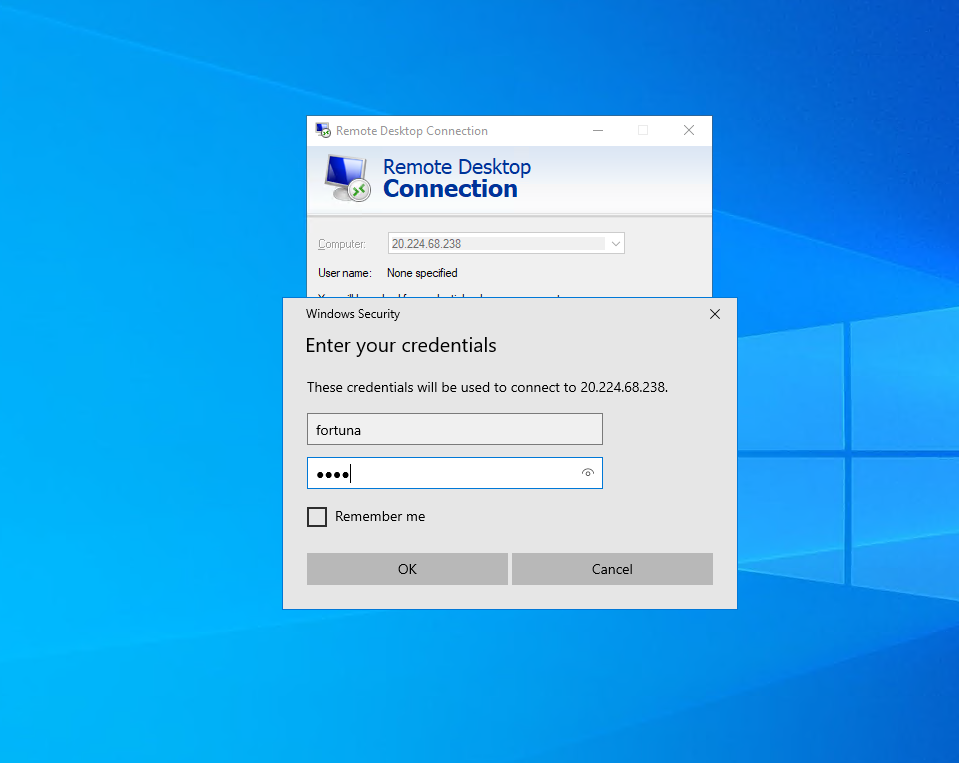 Remote Desktop Connection
Remote Desktop
Connection
Computer: 20.224.68.238
User name: None specified
Windows Security
Enter your credentials
These credentials will be used to connect to 20.224.68.238.
fortuna
Remember me
OK Cancel